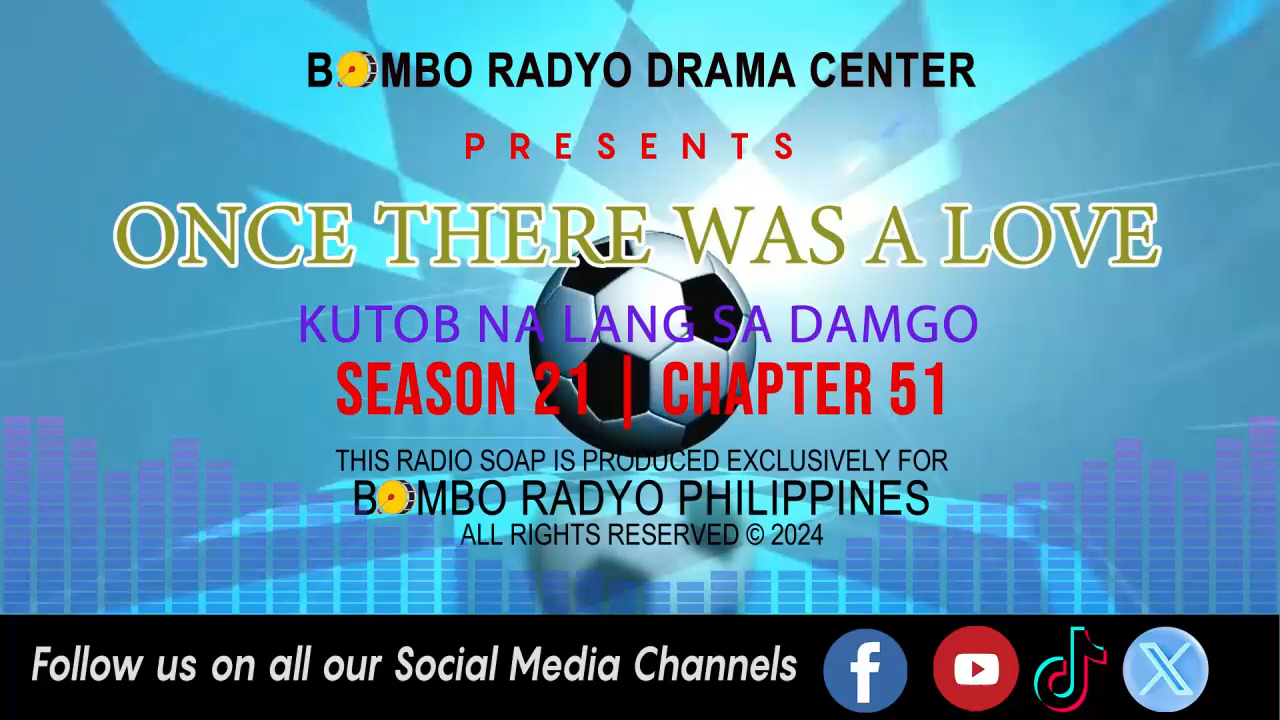 BOMBO RADYO DRAMA CENTER
PRESENTS
ONCE THERE WAS A LOVE
KUTOB NA LANG SA DAMGO
SEASON 21 | CHAPTER 51
THIS RADIO SOAP IS PRODUCED EXCLUSIVELY FOR
BOMBO RADYO PHILIPPINES
ALL RIGHTS RESERVED © 2024
Follow us on all our Social Media Channels